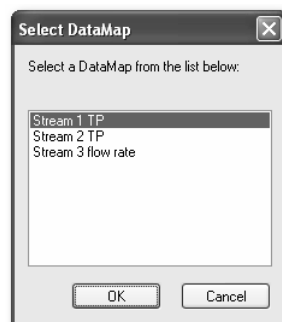 Select DataMap
Select a DataMap from the list below:
Stream 1 TP
Stream 2 TP
Stream 3 flow rate
OK
Cancel